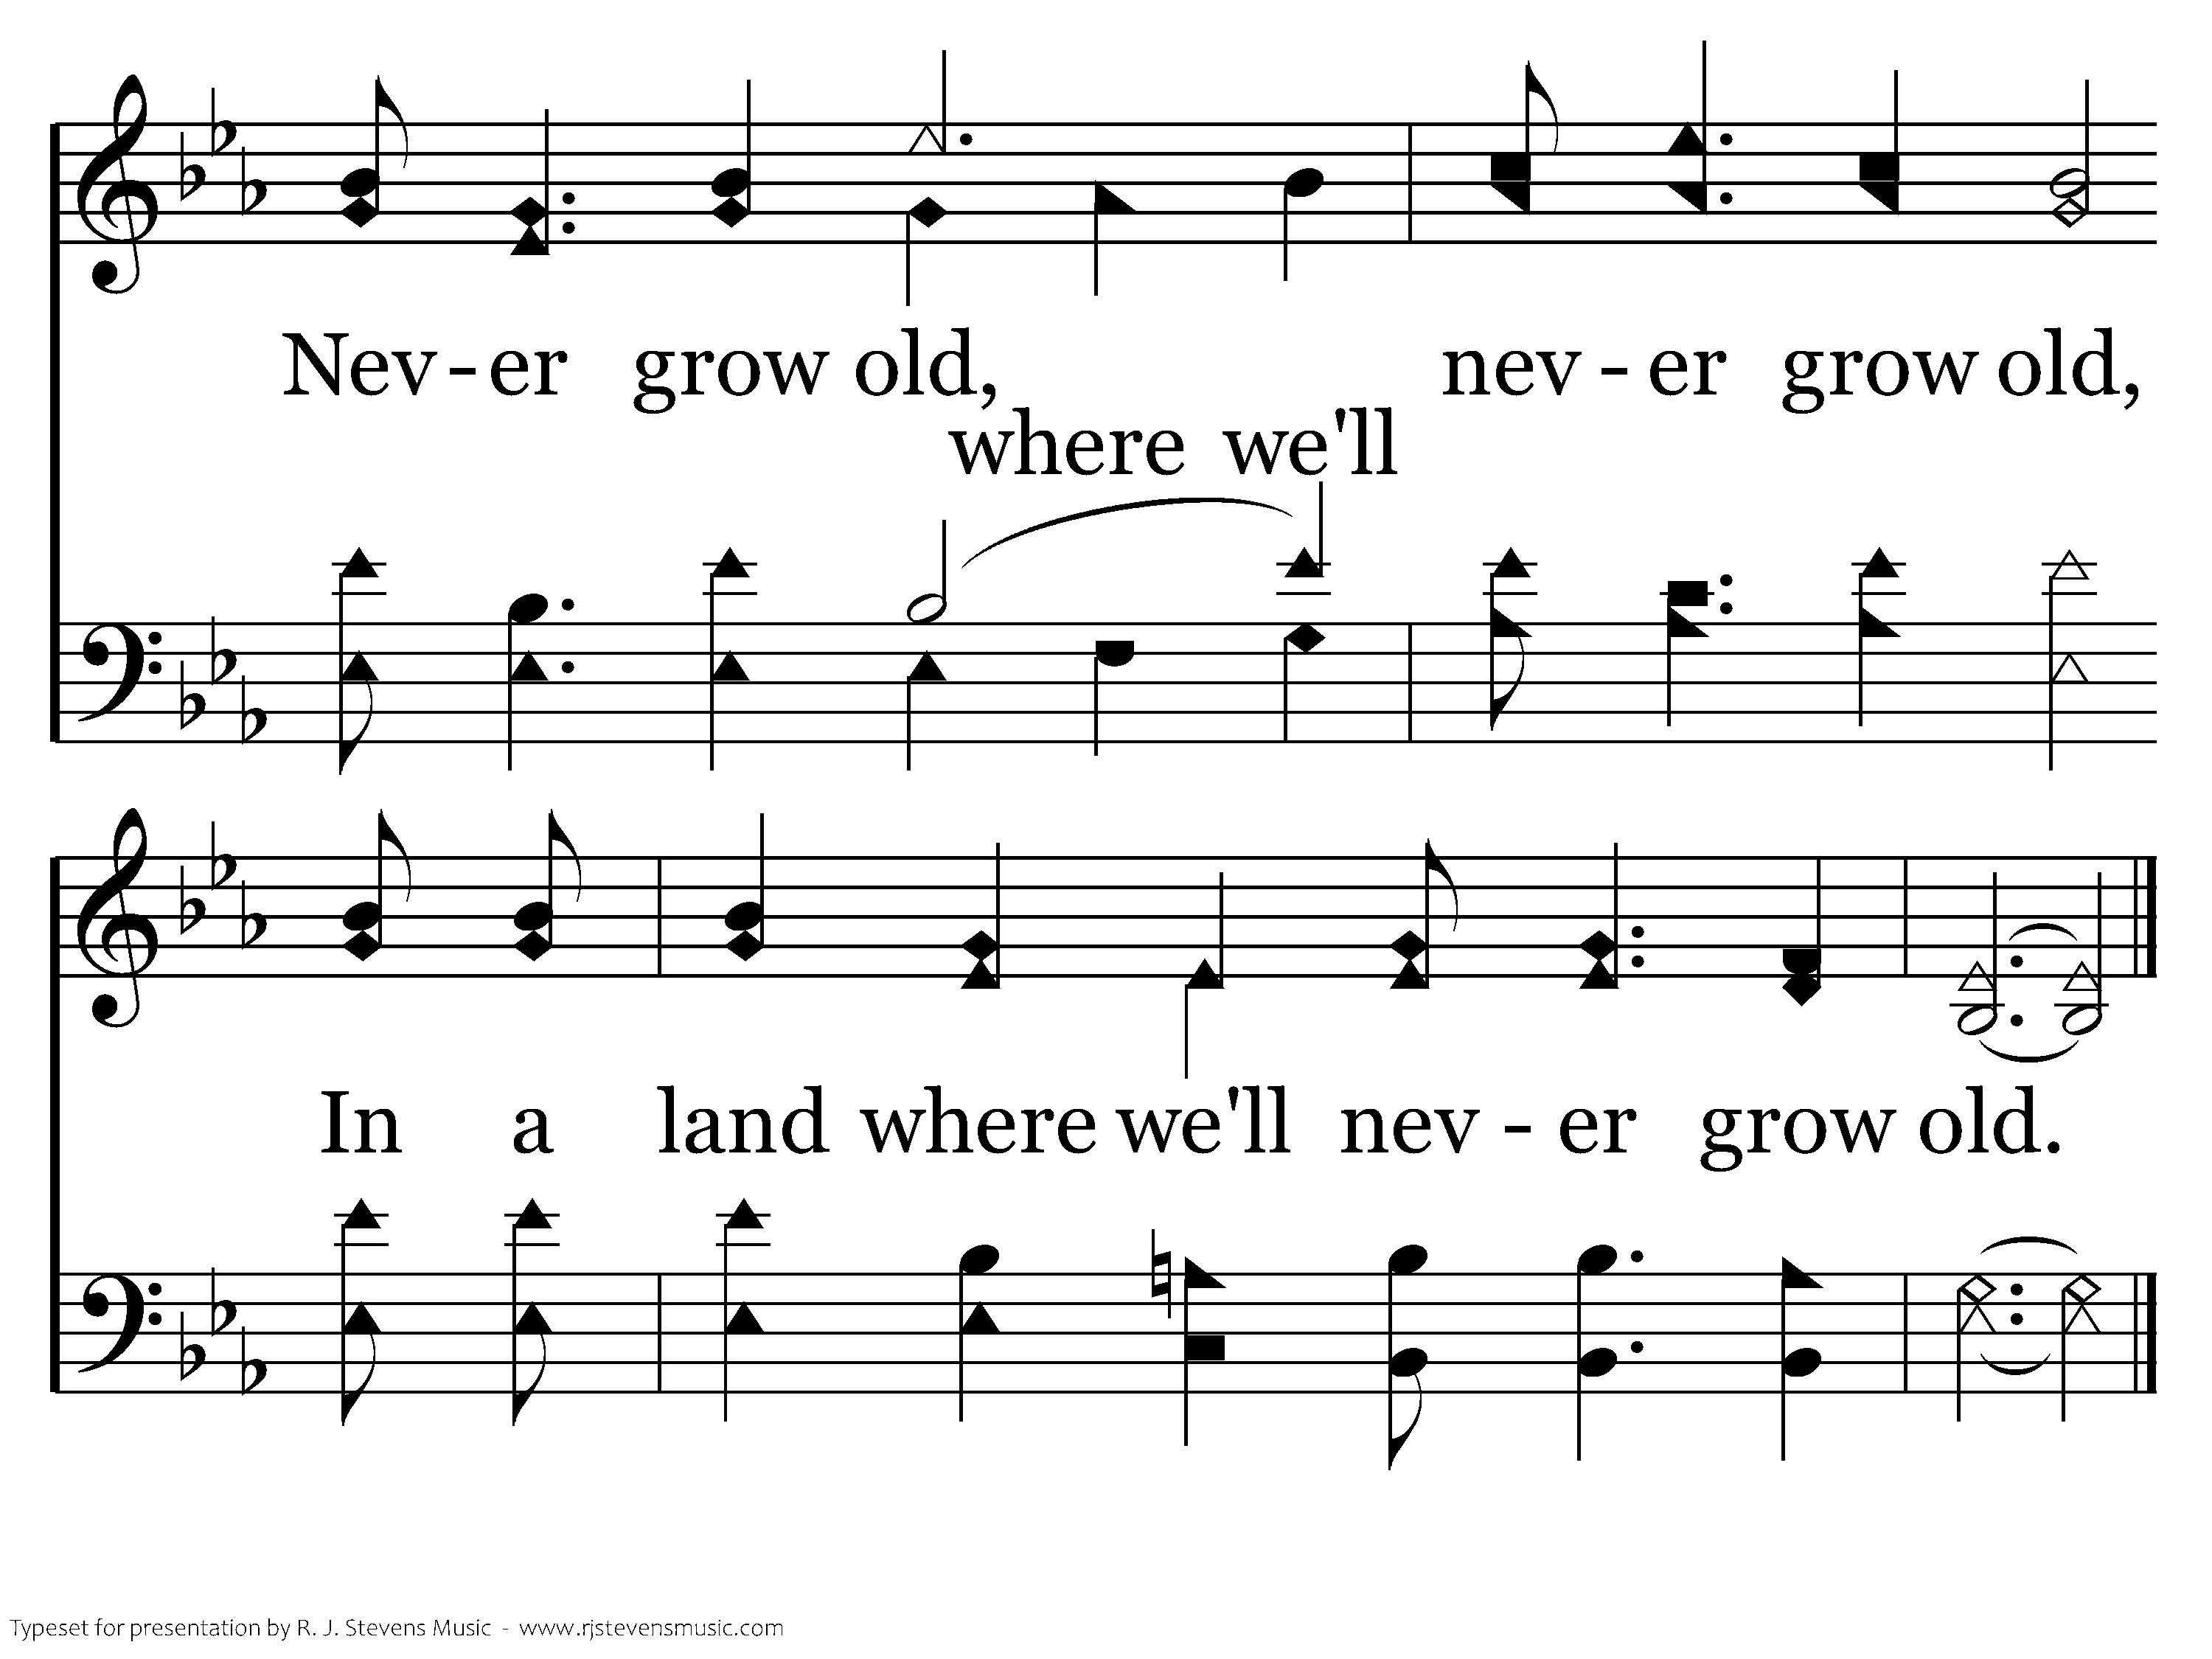 Nev - er grow old, nev - er grow old,
where we'll
In a land where we'll nev - er grow old.
Typeset for presentation by R. J. Stevens Music - www.rjstevensmusic.com